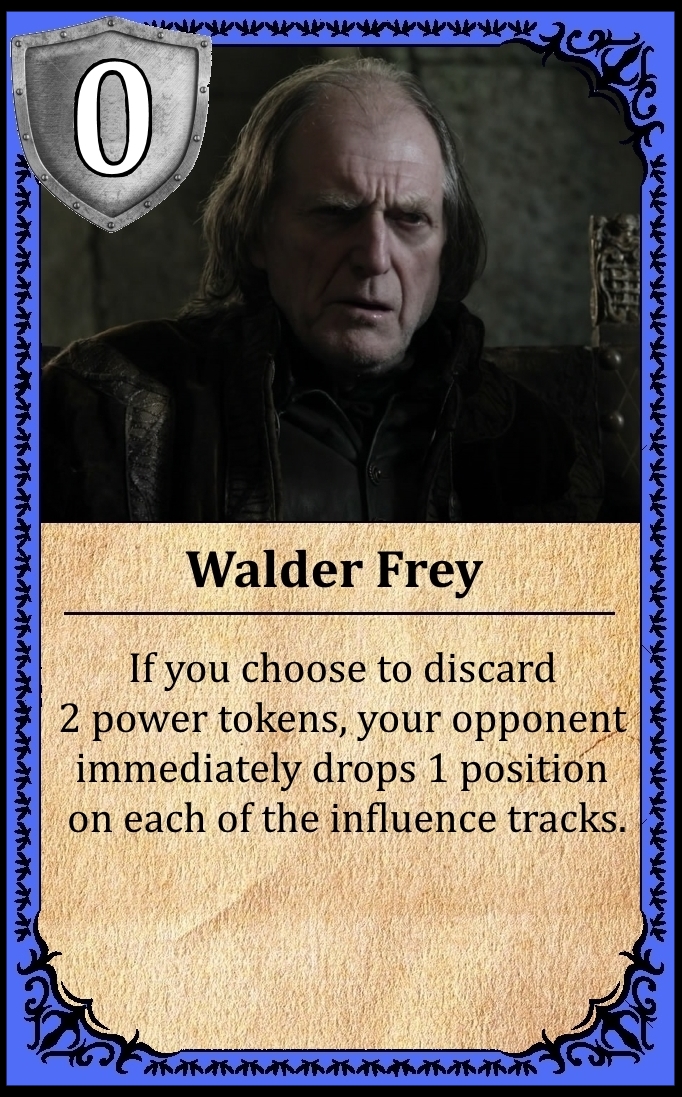 0
Walder Frey
If you choose to discard
2 power tokens, your opponent
immediately drops 1 position
on each of the influence tracks.